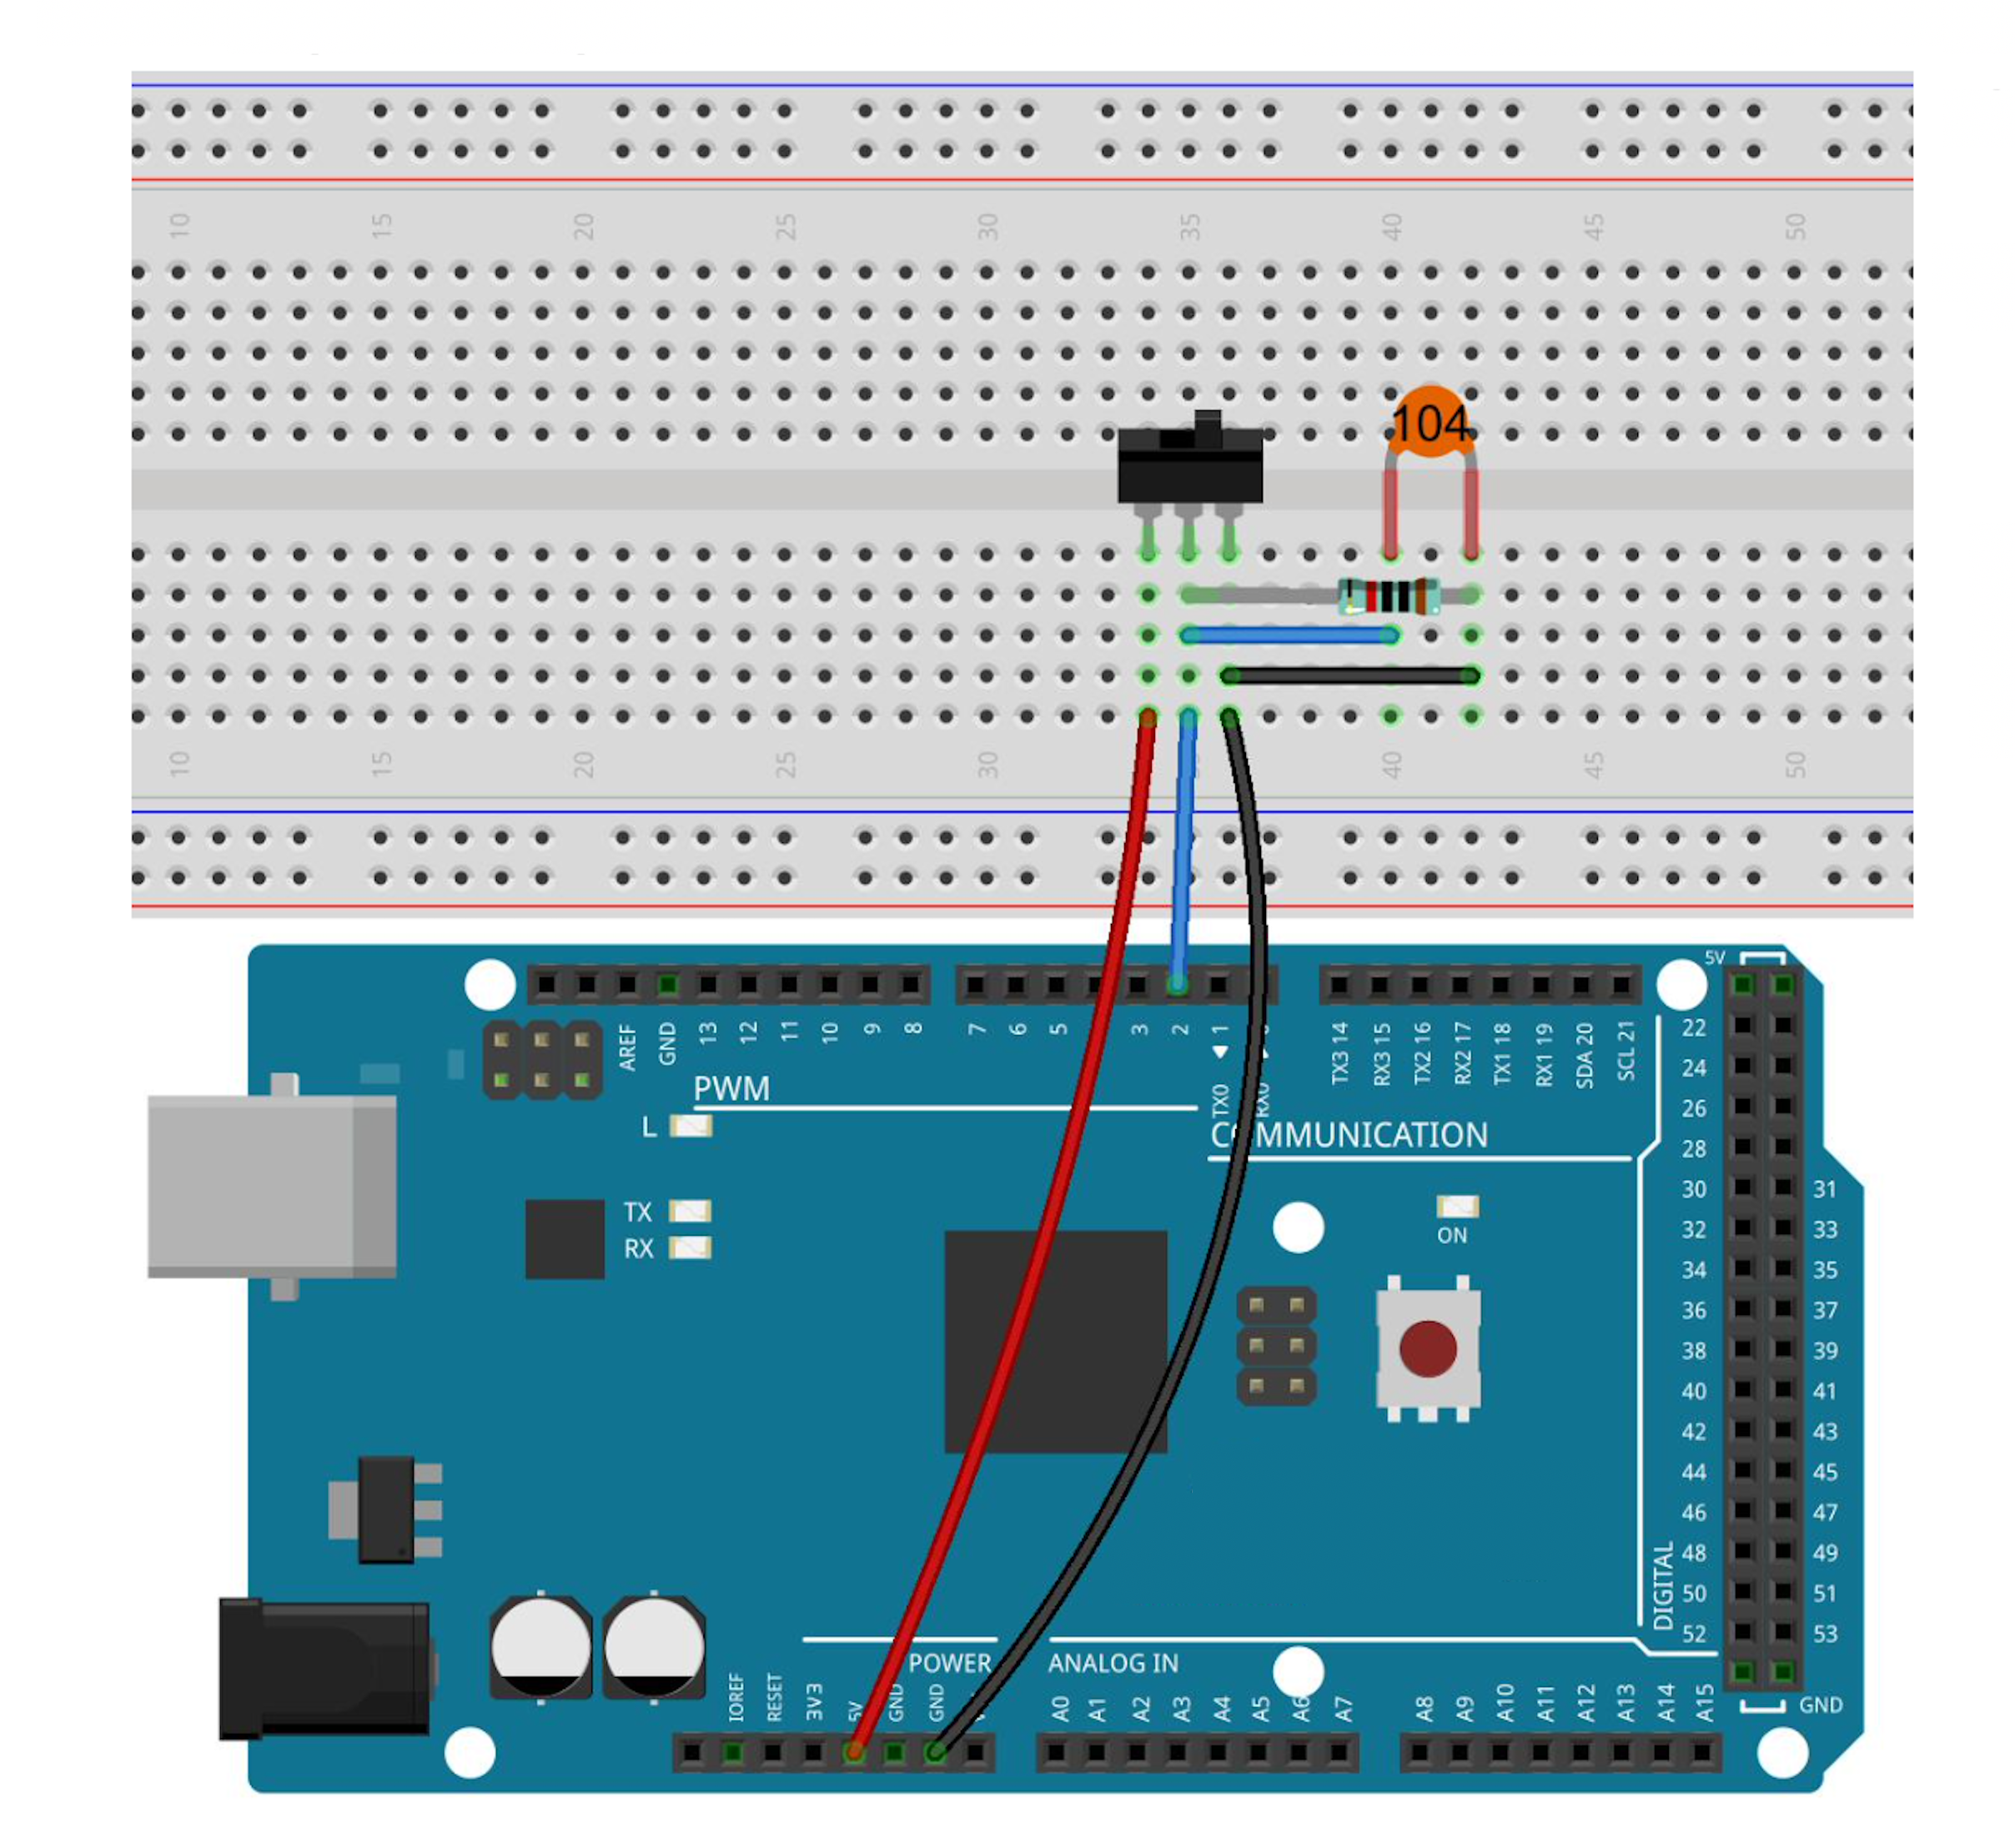 10 15 20 25 30 35 40 45 50
104
10 15 20 25 30 40 45 50
5V
AREF GND 13 12 11 10 9 8 7 6 5 3 2 1 TX3 14 RX3 15 TX2 16 RX2 17 TX1 18 RX1 19 SDA 20 SCL 21
TX0 RX0
PWM
COMMUNICATION
L
TX
RX
ON
22
24
26
28
30 31
32 33
34 35
36 37
38 39
40 41
42 43
44 45
46 47
48 49
50 51
52 53
DIGITAL
GND
POWER
ANALOG IN
IOREF RESET 3V3 5V GND GND A0 A1 A2 A3 A4 A5 A6 A7 A8 A9 A10 A11 A12 A13 A14 A15